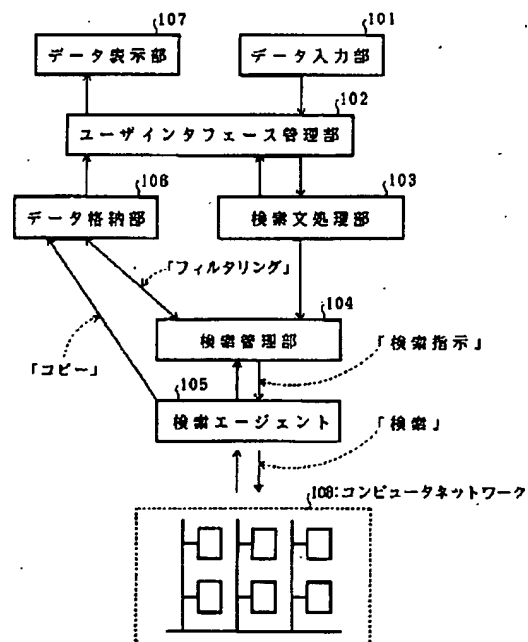 107
データ表示部
101
データ入力部
102
ユーザインタフェース管理部
106
データ格納部
103
検索文処理部
「フィルタリング」
104
検索管理部
「コピー」
「検索指示」
105
検索エージェント
「検索」
108:コンピュータネットワーク